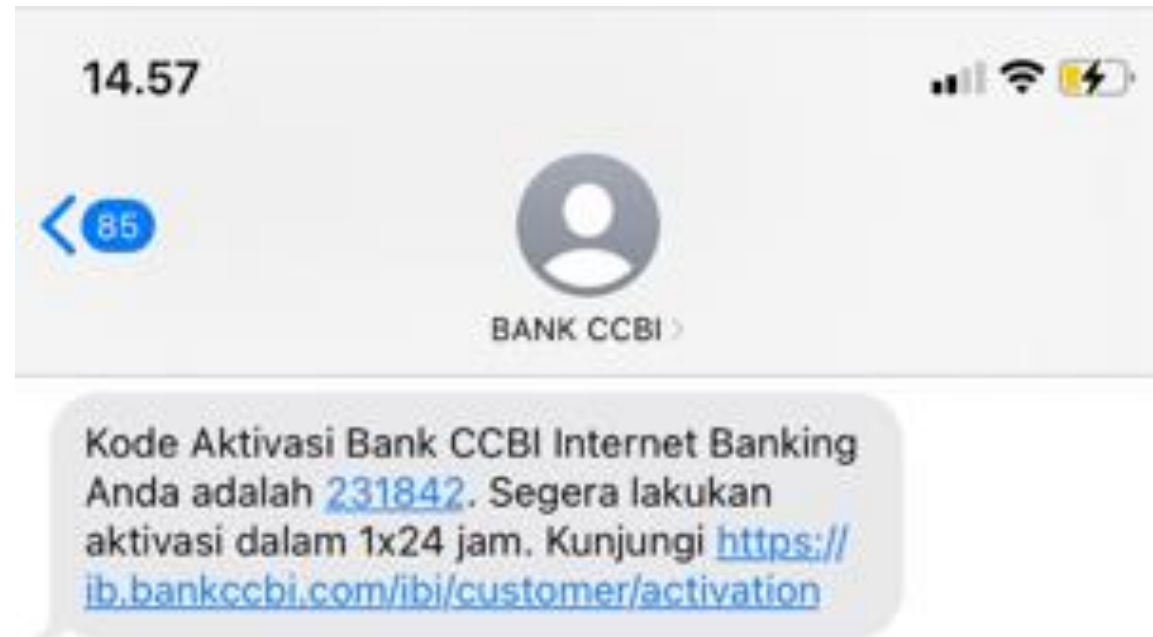 14.57
85
BANK CCBI
Kode Aktivasi Bank CCBI Internet Banking
Anda adalah 231842. Segera lakukan
aktivasi dalam 1x24 jam. Kunjungi https://
ib.bankccbi.com/ibi/customer/activation